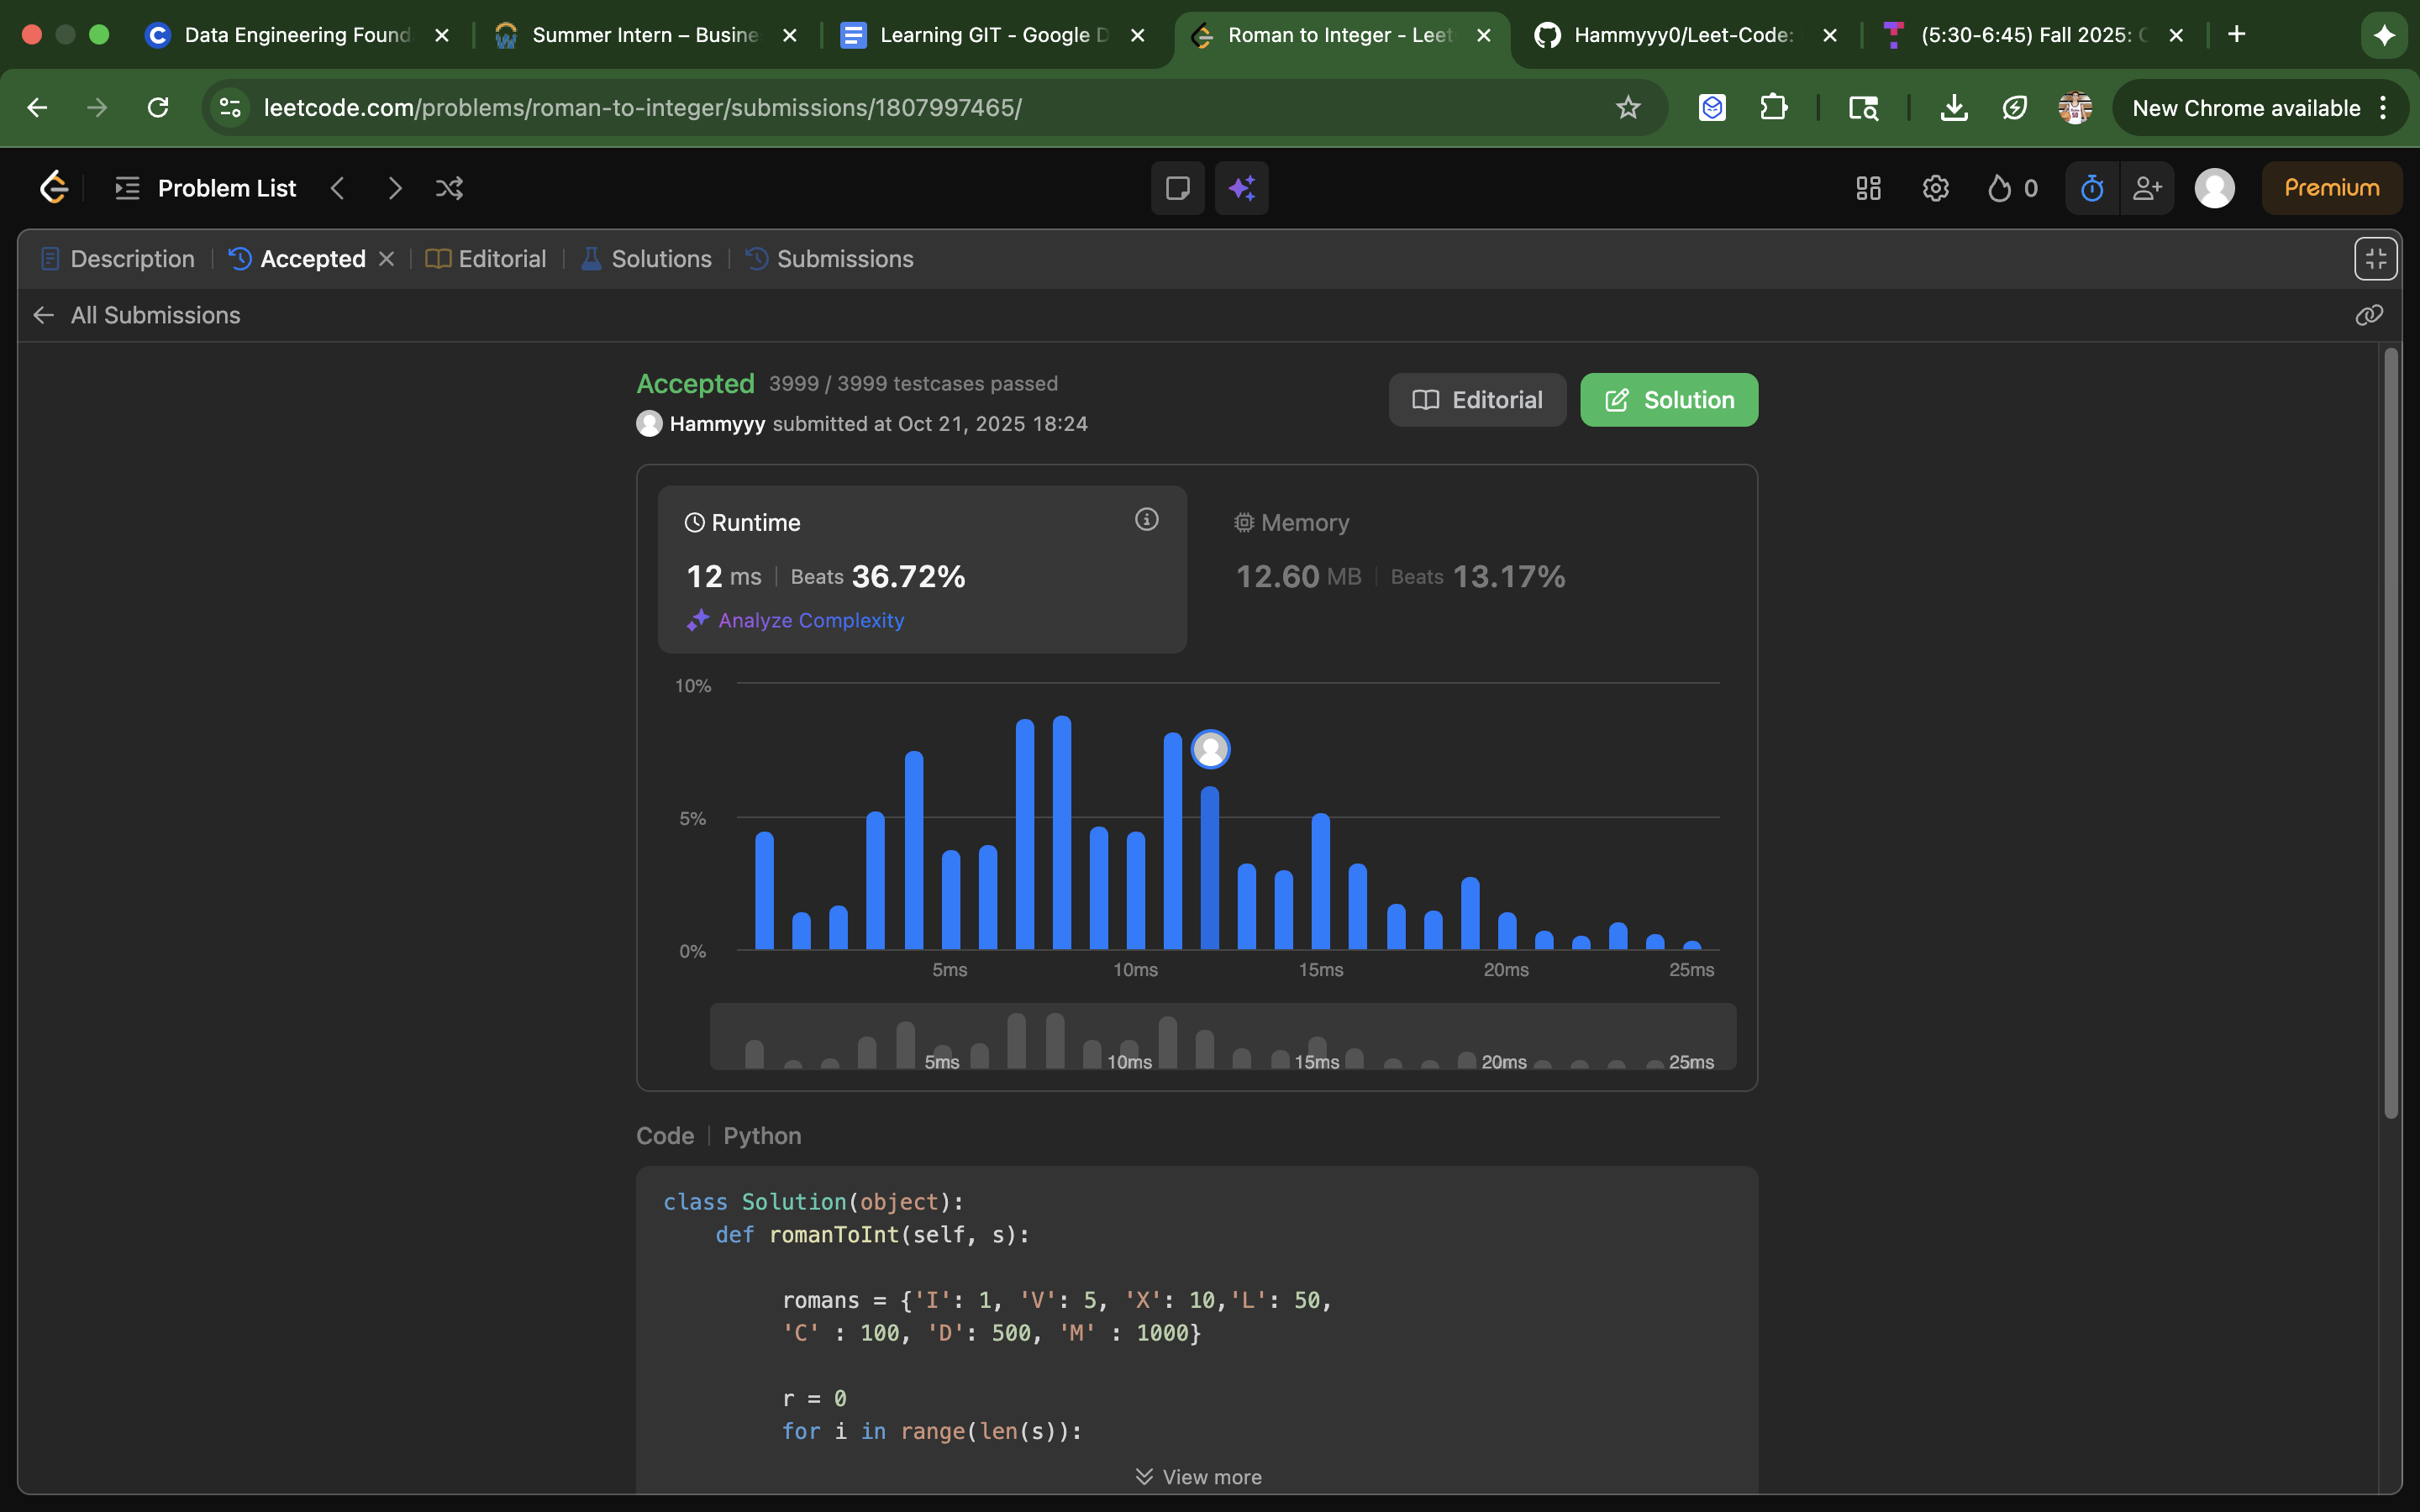 Data Engineering Found
Summer Intern – Busine
Learning GIT - Google D
Roman to Integer - Leet
Hammyyy0/Leet-Code:
(5:30-6:45) Fall 2025: C
leetcode.com/problems/roman-to-integer/submissions/1807997465/
New Chrome available
Problem List
0
Premium
Description
Accepted
Editorial
Solutions
Submissions
All Submissions
Accepted 3999 / 3999 testcases passed
Hammyyy submitted at Oct 21, 2025 18:24
Editorial
Solution
Runtime
12 ms | Beats 36.72%
Analyze Complexity
Memory
12.60 MB | Beats 13.17%
10%
5%
0%
5ms 10ms 15ms 20ms 25ms
5ms 10ms 15ms 20ms 25ms
Code | Python
class Solution(object):
    def romanToInt(self, s):
        romans = {'I': 1, 'V': 5, 'X': 10,'L': 50,
        'C' : 100, 'D': 500, 'M' : 1000}
        r = 0
        for i in range(len(s)):
View more